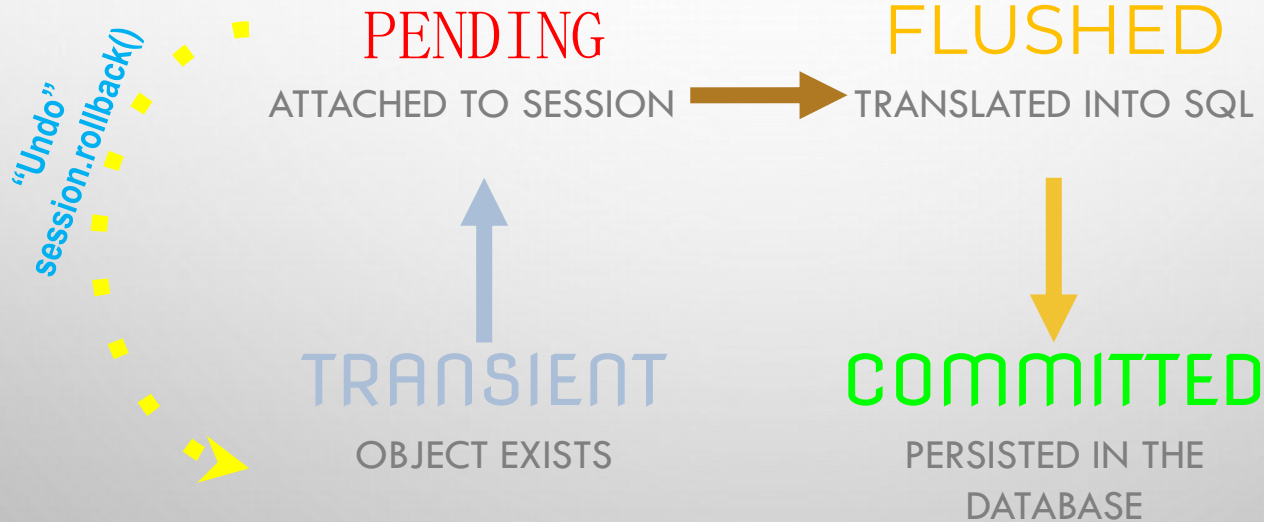 PENDING
ATTACHED TO SESSION
FLUSHED
TRANSLATED INTO SQL
“Undo”
session.rollback()
TRANSIENT
OBJECT EXISTS
COMMITTED
PERSISTED IN THE
DATABASE